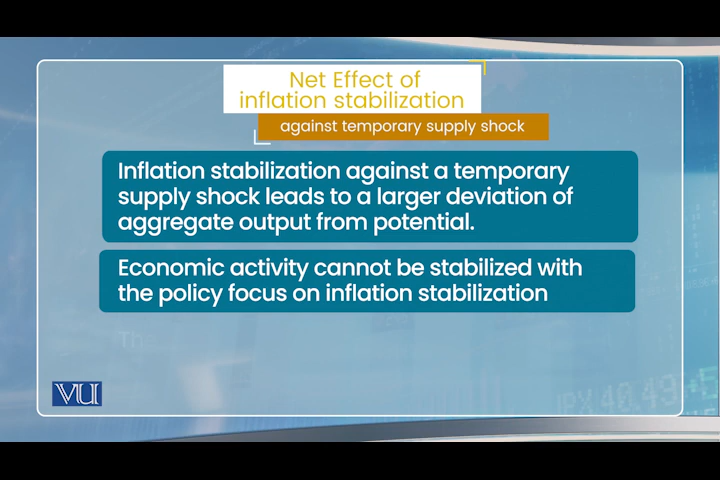 Net Effect of
inflation stabilization
against temporary supply shock
Inflation stabilization against a temporary
supply shock leads to a larger deviation of
aggregate output from potential.
Economic activity cannot be stabilized with
the policy focus on inflation stabilization
The
VU